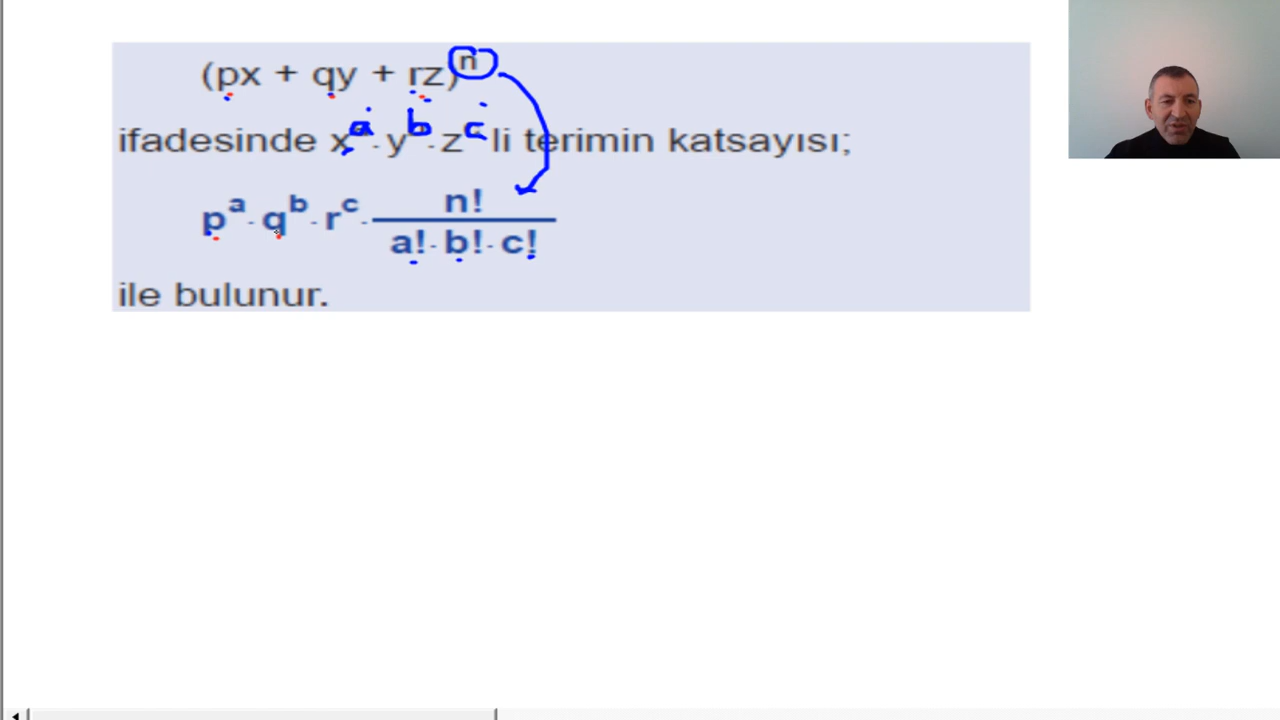 (px + qy + rz)ⁿ
ifadesinde xᵃ · yᵇ · zᶜ li terimin katsayısı;
pᵃ · qᵇ · rᶜ · n! / (a! · b! · c!)
ile bulunur.